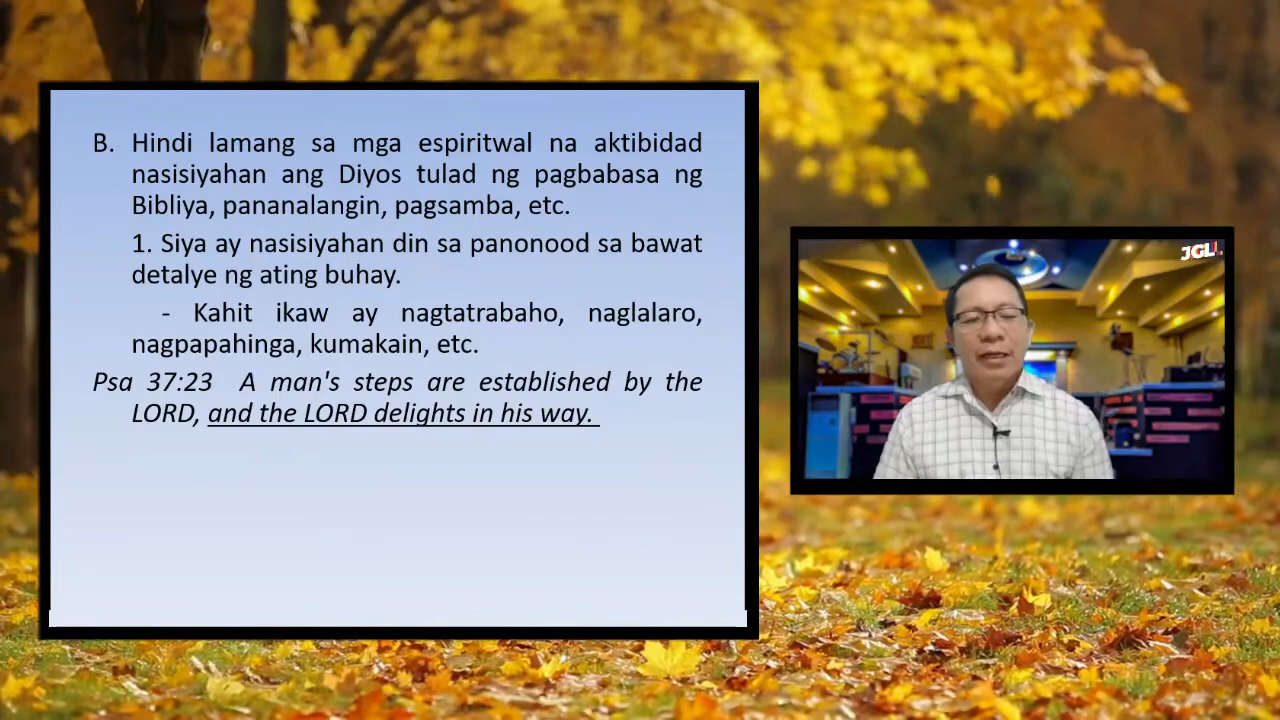 B. Hindi lamang sa mga espiritwal na aktibidad
nasisiyahan ang Diyos tulad ng pagbabasa ng
Bibliya, pananalangin, pagsamba, etc.
1. Siya ay nasisiyahan din sa panonood sa bawat
detalye ng ating buhay.
- Kahit ikaw ay nagtatrabaho, naglalaro,
nagpapahinga, kumakain, etc.
Psa 37:23 A man's steps are established by the
LORD, and the LORD delights in his way.